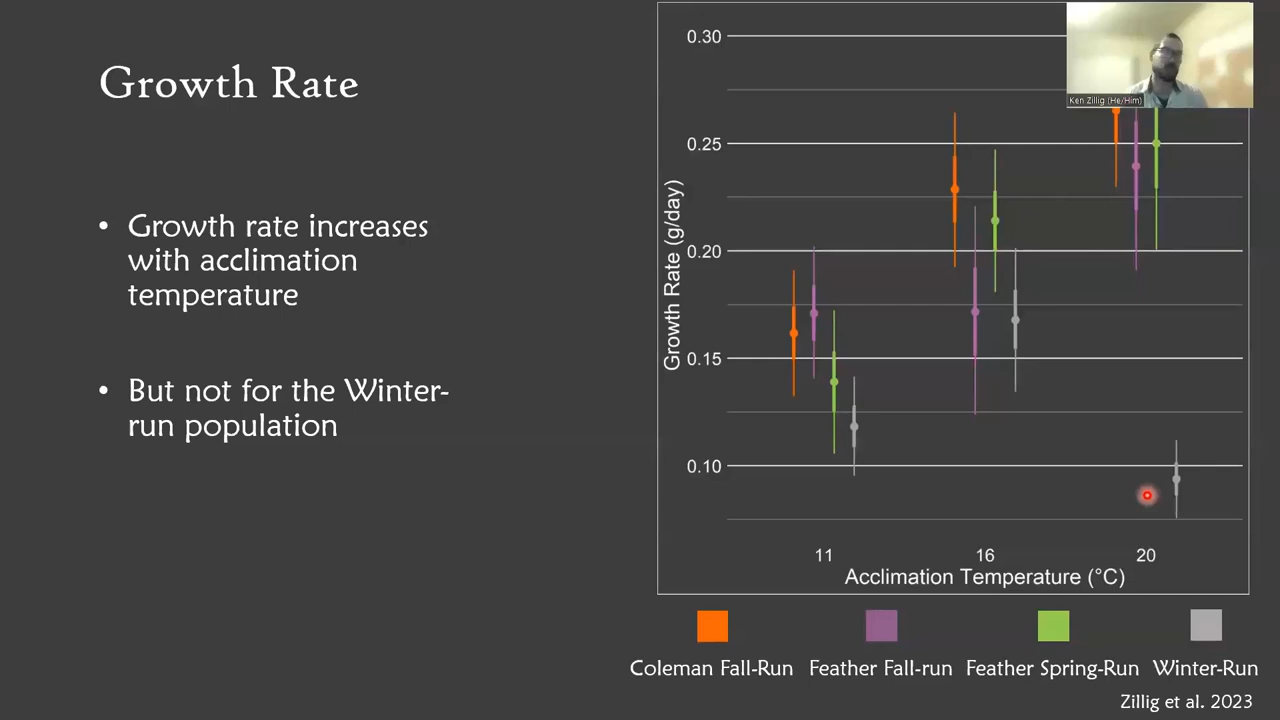 Growth Rate
• Growth rate increases
with acclimation
temperature
• But not for the Winter-
run population
Growth Rate (g/day)
0.30
0.25
0.20
0.15
0.10
11 16 20
Acclimation Temperature (°C)
Ken Zillig (He/Him)
Coleman Fall-Run Feather Fall-run Feather Spring-Run Winter-Run
Zillig et al. 2023